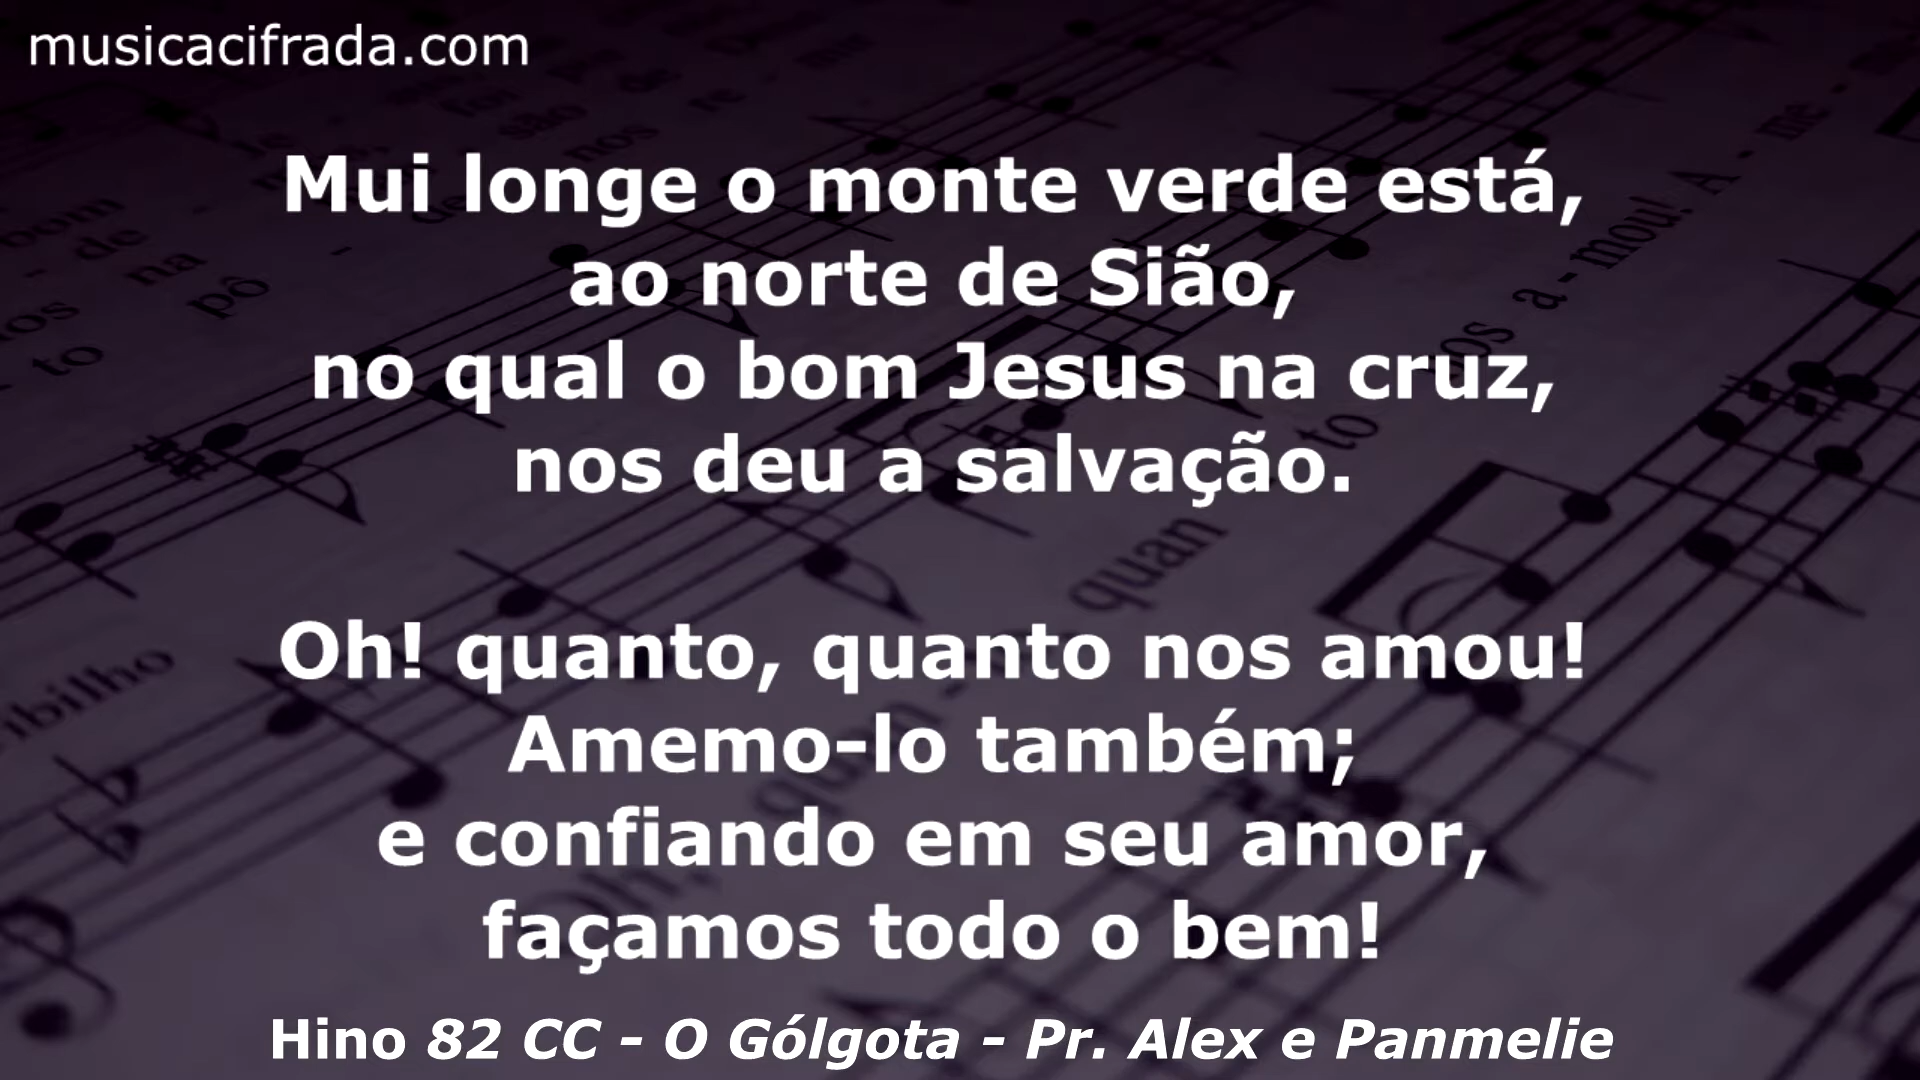 musicacifrada.com
Mui longe o monte verde está,
ao norte de Sião,
no qual o bom Jesus na cruz,
nos deu a salvação.
Oh! quanto, quanto nos amou!
Amemo-lo também;
e confiando em seu amor,
façamos todo o bem!
Hino 82 CC - O Gólgota - Pr. Alex e Panmelie